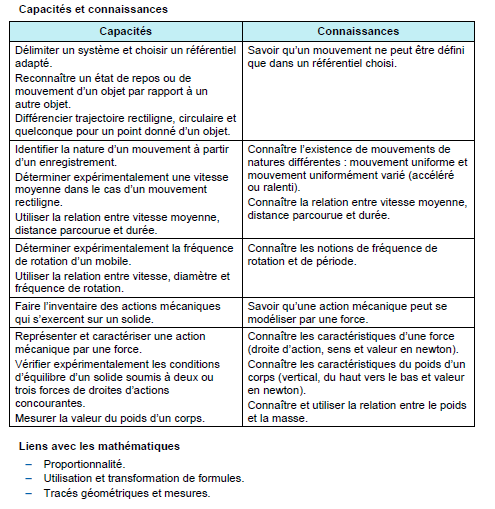 Capacités et connaissances
Capacités
Connaissances
Délimiter un système et choisir un référentiel
adapté.
Reconnaître un état de repos ou de
mouvement d'un objet par rapport à un
autre objet.
Différencier trajectoire rectiligne, circulaire et
quelconque pour un point donné d'un objet.
Savoir qu'un mouvement ne peut être défini
que dans un référentiel choisi.
Identifier la nature d'un mouvement à partir
d'un enregistrement.
Déterminer expérimentalement une vitesse
moyenne dans le cas d'un mouvement
rectiligne.
Utiliser la relation entre vitesse moyenne,
distance parcourue et durée.
Connaître l'existence de mouvements de
natures différentes : mouvement uniforme et
mouvement uniformément varié (accéléré
ou ralenti).
Connaître la relation entre vitesse moyenne,
distance parcourue et durée.
Déterminer expérimentalement la fréquence
de rotation d'un mobile.
Utiliser la relation entre vitesse, diamètre et
fréquence de rotation.
Connaître les notions de fréquence de
rotation et de période.
Faire l'inventaire des actions mécaniques
qui s'exercent sur un solide.
Savoir qu'une action mécanique peut se
modéliser par une force.
Représenter et caractériser une action
mécanique par une force.
Vérifier expérimentalement les conditions
d'équilibre d'un solide soumis à deux ou
trois forces de droites d'actions
concourantes.
Mesurer la valeur du poids d'un corps.
Connaître les caractéristiques d'une force
(droite d'action, sens et valeur en newton).
Connaître les caractéristiques du poids d'un
corps (vertical, du haut vers le bas et valeur
en newton).
Connaître et utiliser la relation entre le poids
et la masse.
Liens avec les mathématiques
– Proportionnalité.
– Utilisation et transformation de formules.
– Tracés géométriques et mesures.